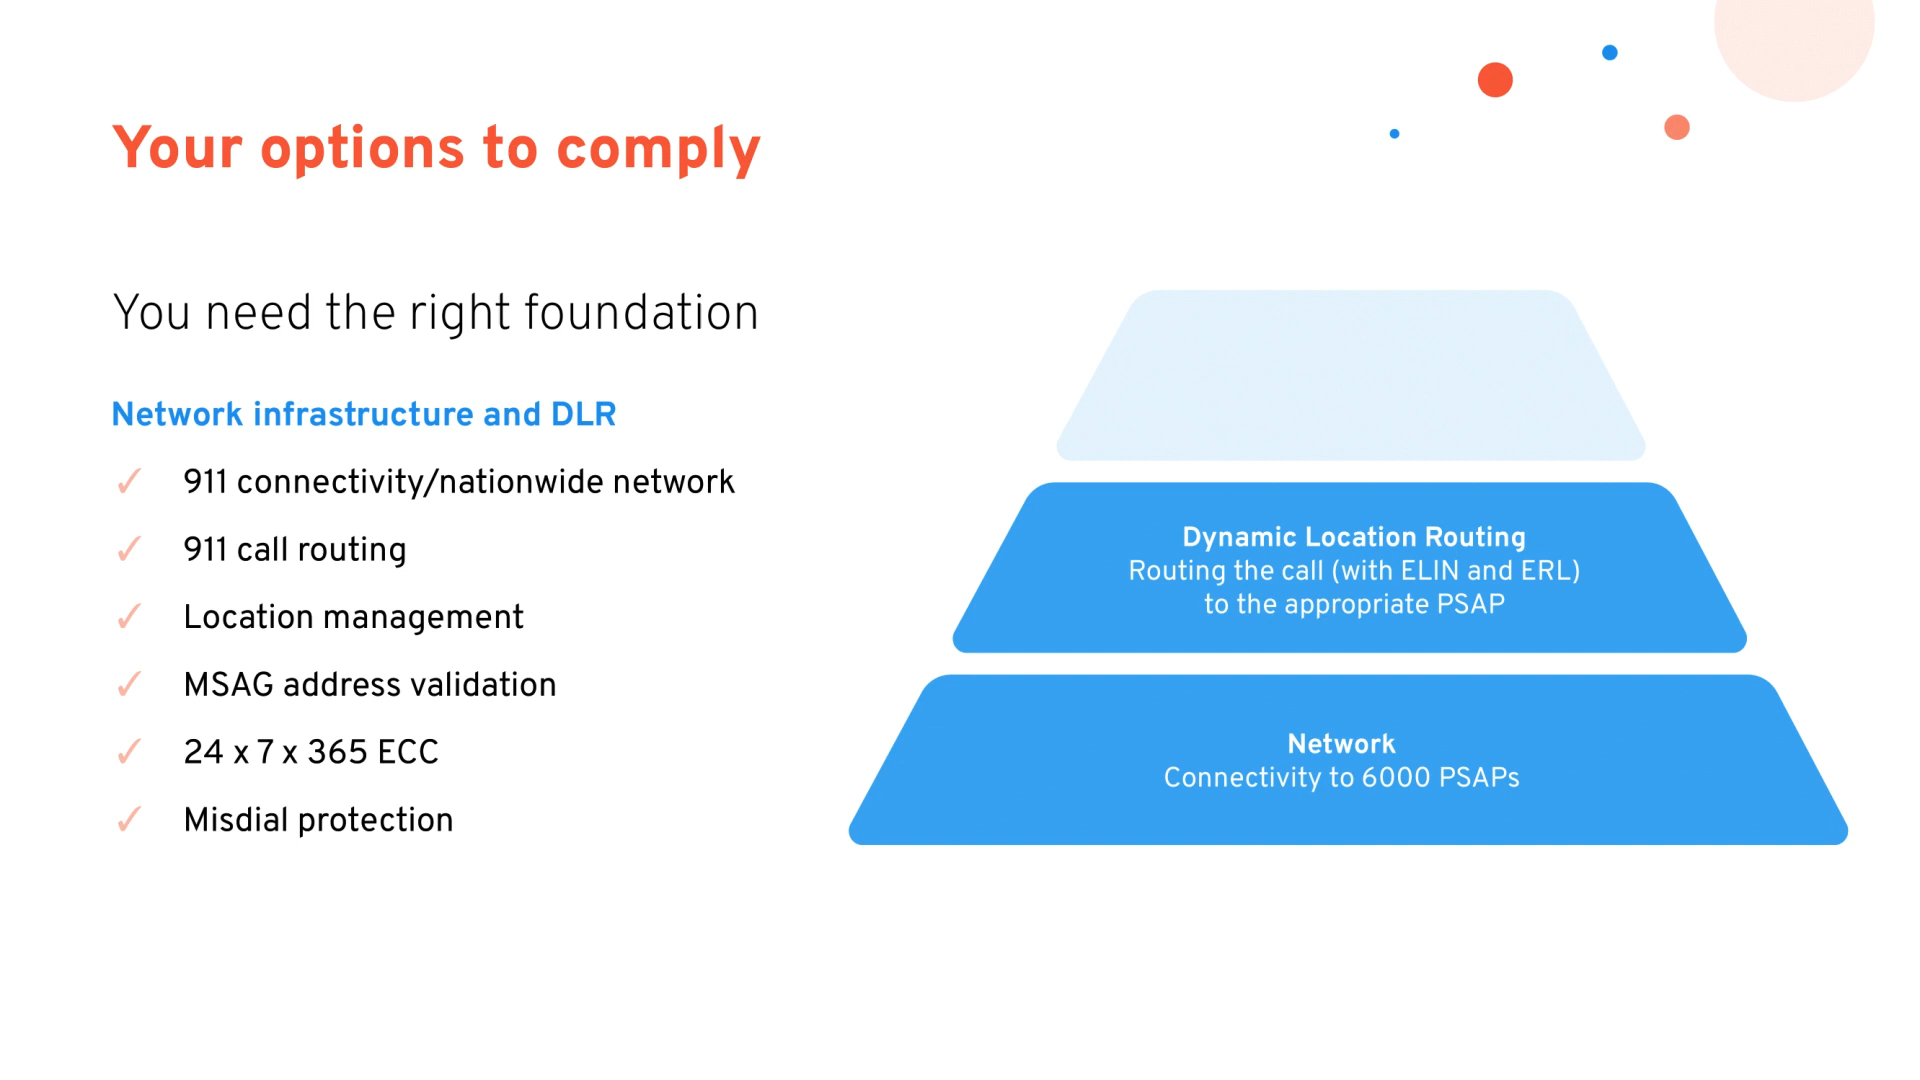 Your options to comply
You need the right foundation
Network infrastructure and DLR
✓ 911 connectivity/nationwide network
✓ 911 call routing
✓ Location management
✓ MSAG address validation
✓ 24 x 7 x 365 ECC
✓ Misdial protection
Dynamic Location Routing
Routing the call (with ELIN and ERL)
to the appropriate PSAP
Network
Connectivity to 6000 PSAPs